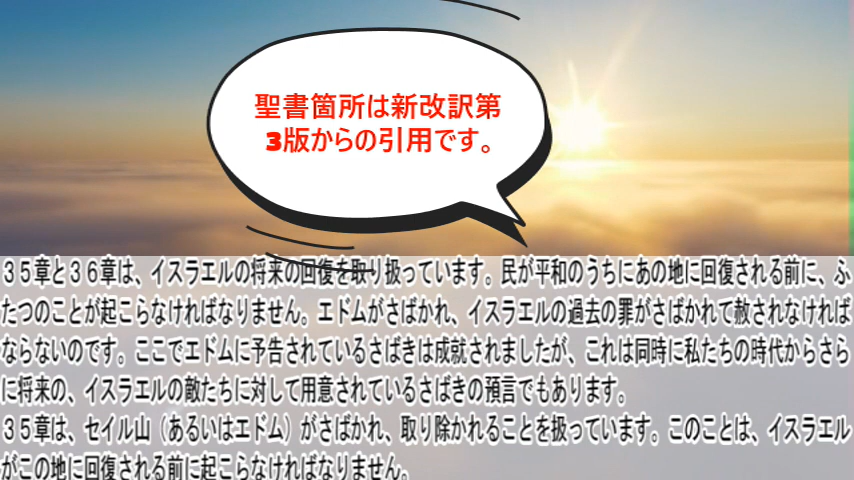 聖書箇所は新改訳第
3版からの引用です。
35章と36章は、イスラエルの将来の回復を取り扱っています。民が平和のうちにあの地に回復される前に、ふ
たつのことが起こらなければなりません。エドムがさばかれ、イスラエルの過去の罪がさばかれて赦されなければ
ならないのです。ここでエドムに予告されているさばきは成就されましたが、これは同時に私たちの時代からさら
に将来の、イスラエルの敵たちに対して用意されているさばきの預言でもあります。
35章は、セイル山（あるいはエドム）がさばかれ、取り除かれることを扱っています。このことは、イスラエル
がこの地に回復される前に起こらなければなりません。